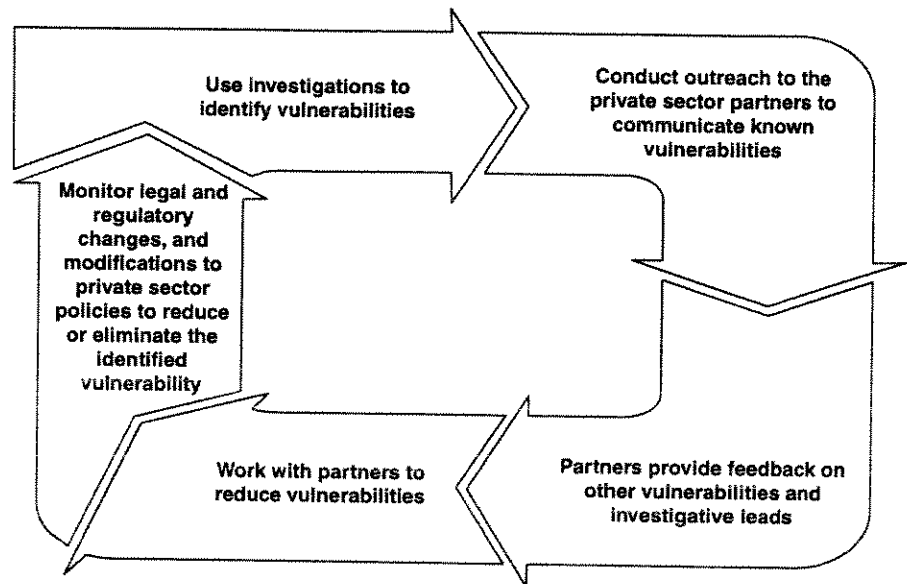 Use investigations to
identify vulnerabilities
Conduct outreach to the
private sector partners to
communicate known
vulnerabilities
Partners provide feedback on
other vulnerabilities and
investigative leads
Work with partners to
reduce vulnerabilities
Monitor legal and
regulatory
changes, and
modifications to
private sector
policies to reduce
or eliminate the
identified
vulnerability